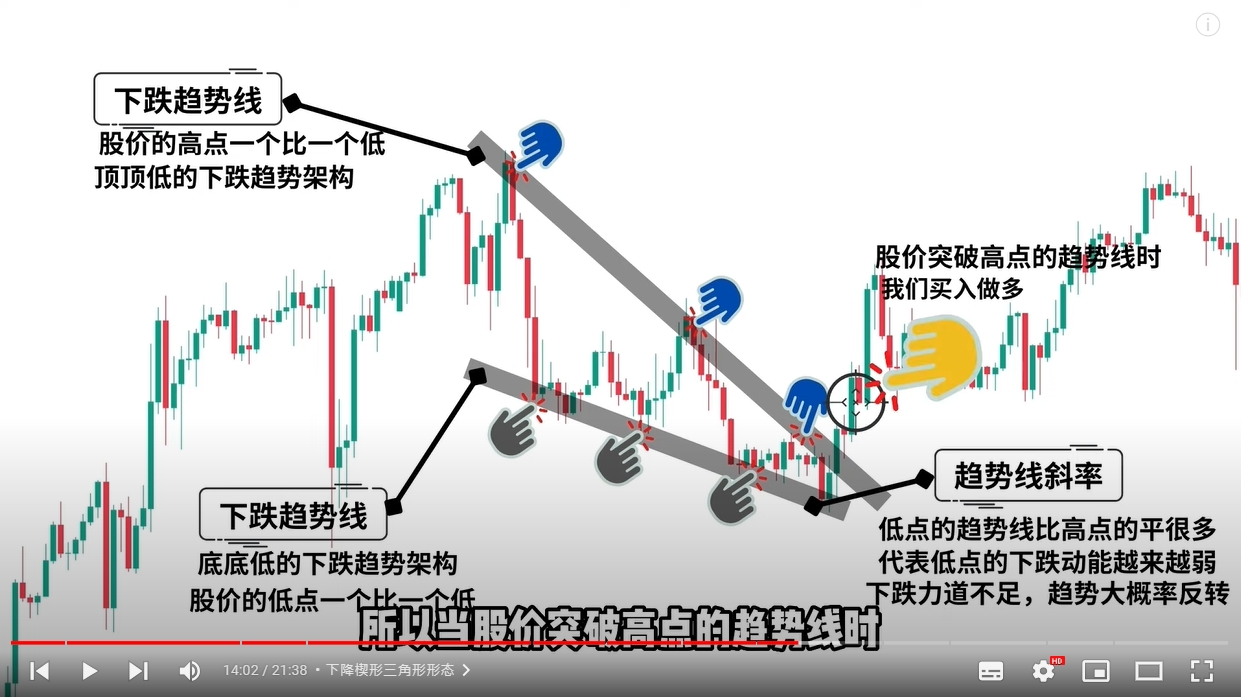 下跌趋势线
股价的高点一个比一个低
顶顶低的下跌趋势架构
股价突破高点的趋势线时
我们买入做多
趋势线斜率
低点的趋势线比高点的平很多
代表低点的下跌动能越来越弱
下跌力道不足，趋势大概率反转
下跌趋势线
底底低的下跌趋势架构
股价的低点一个比一个低
所以当股价突破高点的趋势线时
14:02 / 21:38 • 下降楔形三角形形态
HD